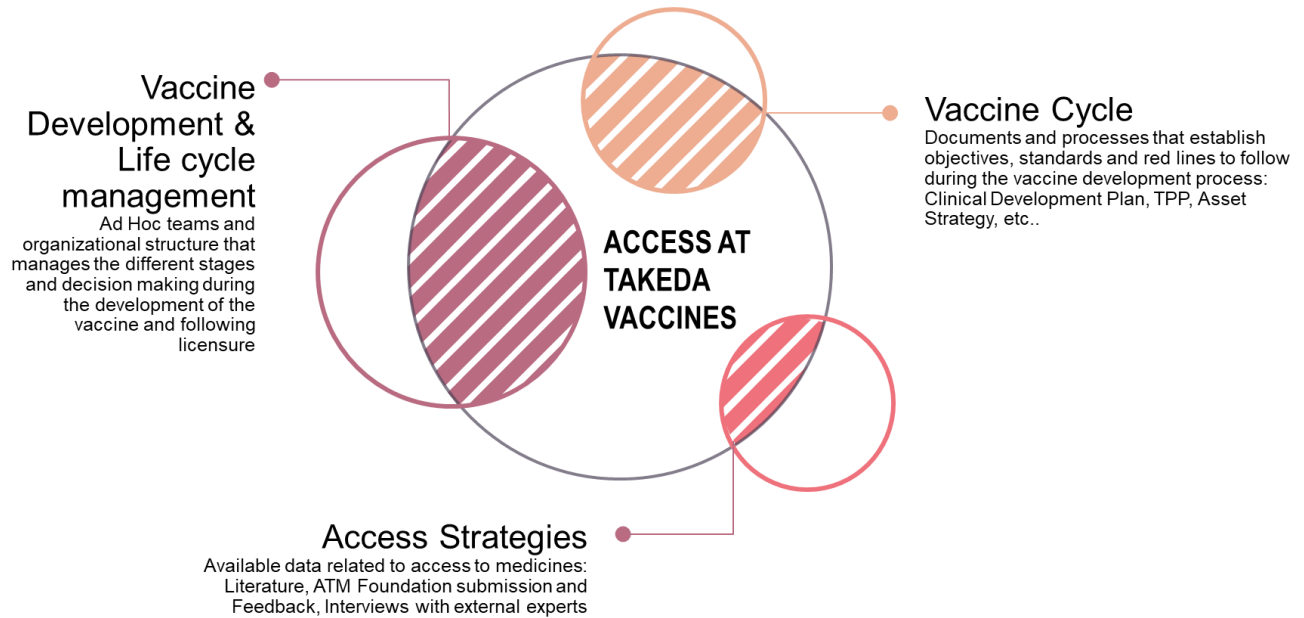 Vaccine
Development &
Life cycle
management
Ad Hoc teams and
organizational structure that
manages the different stages
and decision making during
the development of the
vaccine and following
licensure
ACCESS AT
TAKEDA
VACCINES
Vaccine Cycle
Documents and processes that establish
objectives, standards and red lines to follow
during the vaccine development process:
Clinical Development Plan, TPP, Asset
Strategy, etc..
Access Strategies
Available data related to access to medicines:
Literature, ATM Foundation submission and
Feedback, Interviews with external experts